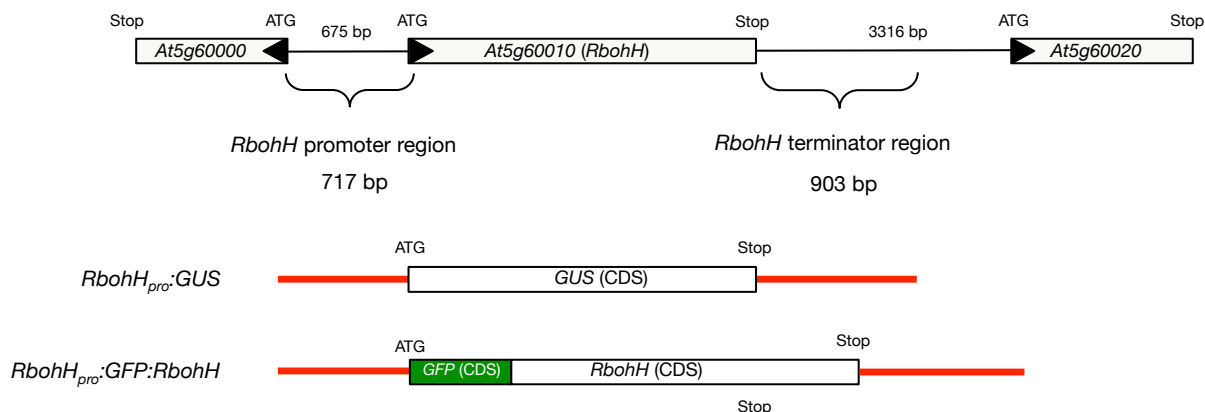 Stop ATG 675 bp ATG Stop 3316 bp ATG Stop
At5g60000 At5g60010 (RbohH) At5g60020
RbohH promoter region RbohH terminator region
717 bp 903 bp
ATG Stop
RbohHpro:GUS GUS (CDS)
ATG Stop
RbohHpro:GFP:RbohH GFP (CDS) RbohH (CDS)
Stop